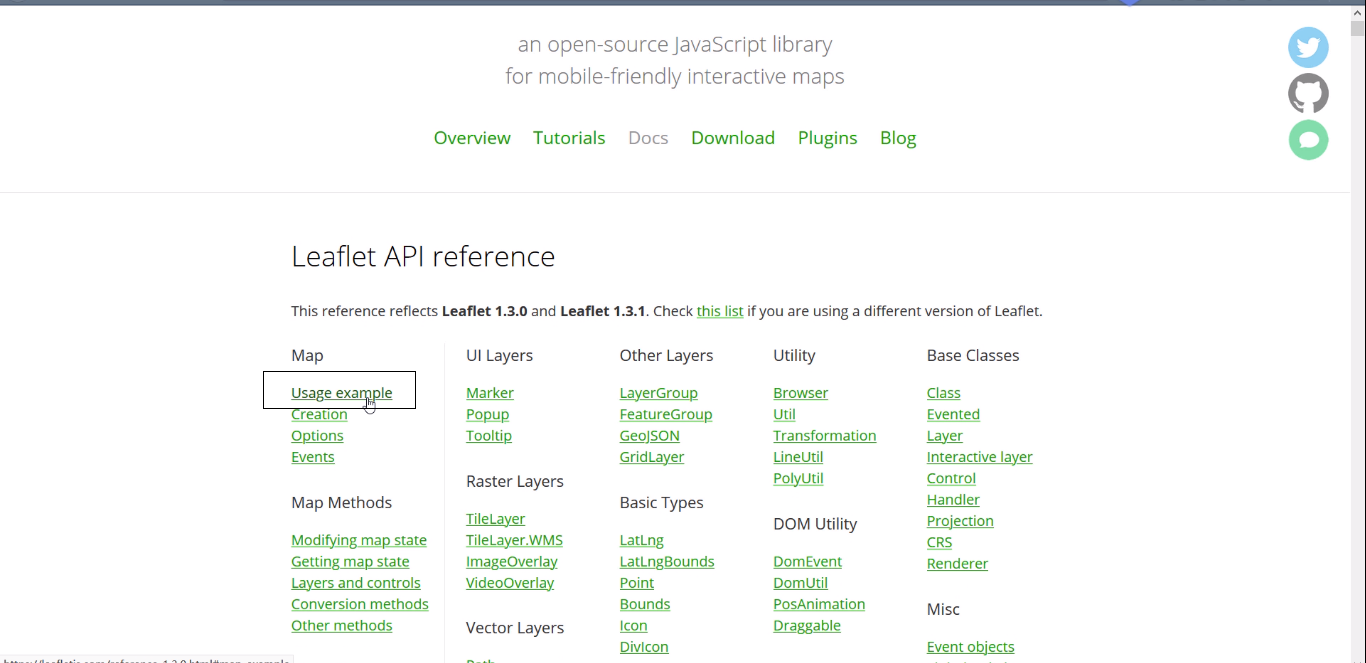 an open-source JavaScript library
for mobile-friendly interactive maps
Overview Tutorials Docs Download Plugins Blog
Leaflet API reference
This reference reflects Leaflet 1.3.0 and Leaflet 1.3.1. Check this list if you are using a different version of Leaflet.
Map
Usage example
Creation
Options
Events
Map Methods
Modifying map state
Getting map state
Layers and controls
Conversion methods
Other methods
UI Layers
Marker
Popup
Tooltip
Raster Layers
TileLayer
TileLayer.WMS
ImageOverlay
VideoOverlay
Vector Layers
Other Layers
LayerGroup
FeatureGroup
GeoJSON
GridLayer
Basic Types
LatLng
LatLngBounds
Point
Bounds
Icon
DivIcon
Utility
Browser
Util
Transformation
LineUtil
PolyUtil
DOM Utility
DomEvent
DomUtil
PosAnimation
Draggable
Base Classes
Class
Evented
Layer
Interactive layer
Control
Handler
Projection
CRS
Renderer
Misc
Event objects